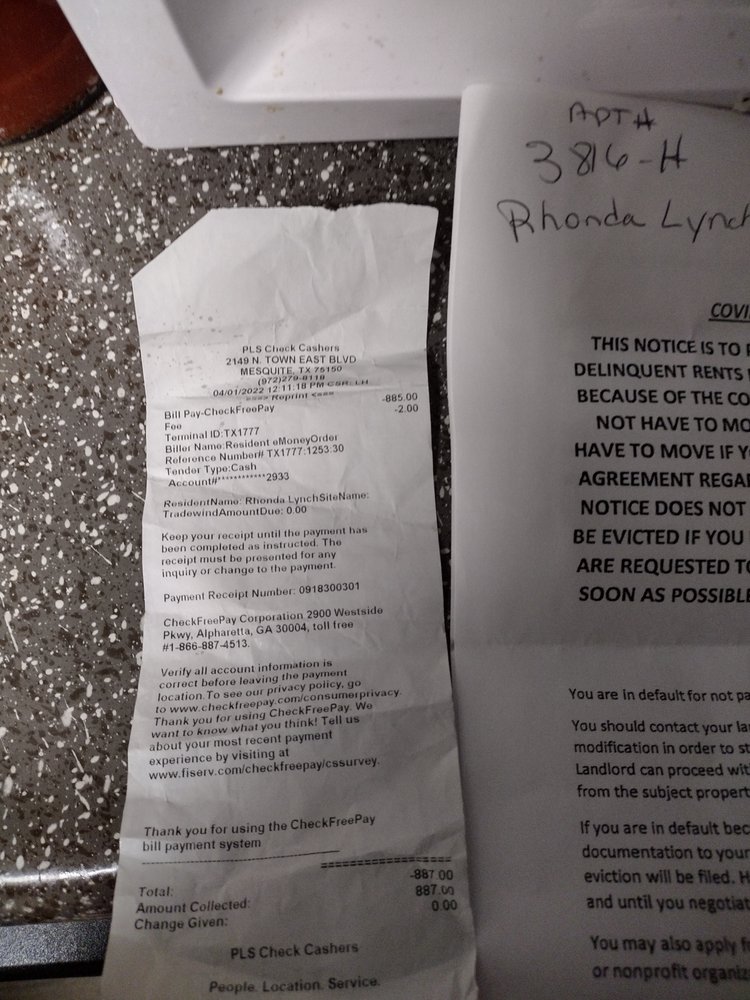 PLS Check Cashers
2149 N. TOWN EAST BLVD
MESQUITE, TX 75150
(972)279-8118
04/01/2022 12:11:18 PM CSR: LH
==== Reprint ====
Bill Pay-CheckFreePay -885.00
Fee -2.00
Terminal ID:TX1777
Biller Name:Resident eMoneyOrder
Reference Number# TX1777:1253:30
Tender Type:Cash
Account#************2933
ResidentName: Rhonda LynchSiteName:
TradewindAmountDue: 0.00
Keep your receipt until the payment has
been completed as instructed. The
receipt must be presented for any
inquiry or change to the payment.
Payment Receipt Number: 0918300301
CheckFreePay Corporation 2900 Westside
Pkwy, Alpharetta, GA 30004, toll free
#1-866-887-4513.
Verify all account information is
correct before leaving the payment
location.To see our privacy policy, go
to www.checkfreepay.com/consumerprivacy.
Thank you for using CheckFreePay. We
want to know what you think! Tell us
about your most recent payment
experience by visiting at
www.fiserv.com/checkfreepay/cssurvey.
Thank you for using the CheckFreePay
bill payment system
Total: -887.00
Amount Collected: 887.00
Change Given: 0.00
PLS Check Cashers
People. Location. Service.
APT#
3816-H
Rhonda Lynch
COVI
THIS NOTICE IS TO
DELINQUENT RENTS
BECAUSE OF THE CO
NOT HAVE TO MO
HAVE TO MOVE IF Y
AGREEMENT REGA
NOTICE DOES NOT
BE EVICTED IF YOU
ARE REQUESTED TO
SOON AS POSSIBLE
You are in default for not pa
You should contact your la
modification in order to st
Landlord can proceed wit
from the subject propert
If you are in default bec
documentation to your
eviction will be filed. H
and until you negotiat
You may also apply f
or nonprofit organiz